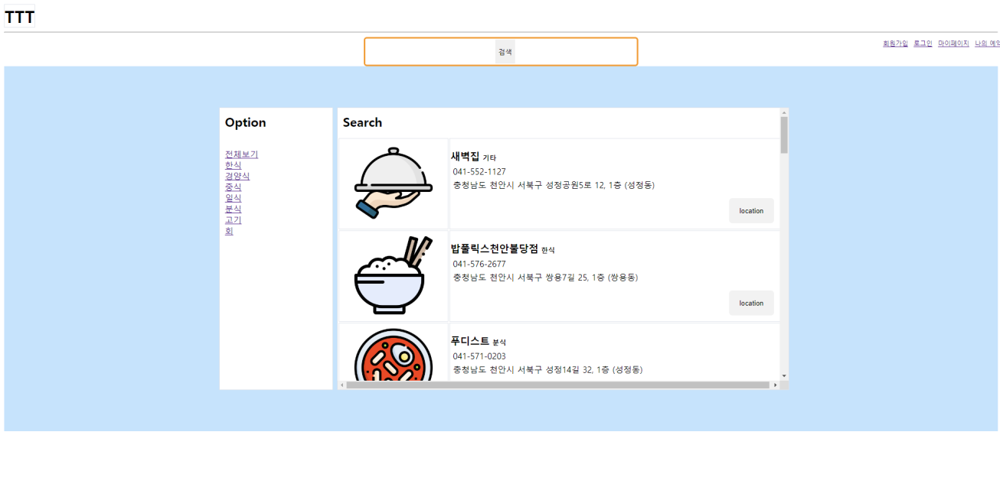 TTT
검색
회원가입 로그인 마이페이지 나의 예약
Option
전체보기
한식
경양식
중식
일식
분식
고기
회
Search
새벽집 기타
041-552-1127
충청남도 천안시 서북구 성정공원5로 12, 1층 (성정동)
location
밥풀릭스천안불당점 한식
041-576-2677
충청남도 천안시 서북구 쌍용7길 25, 1층 (쌍용동)
location
푸디스트 분식
041-571-0203
충청남도 천안시 서북구 성정14길 32, 1층 (성정동)